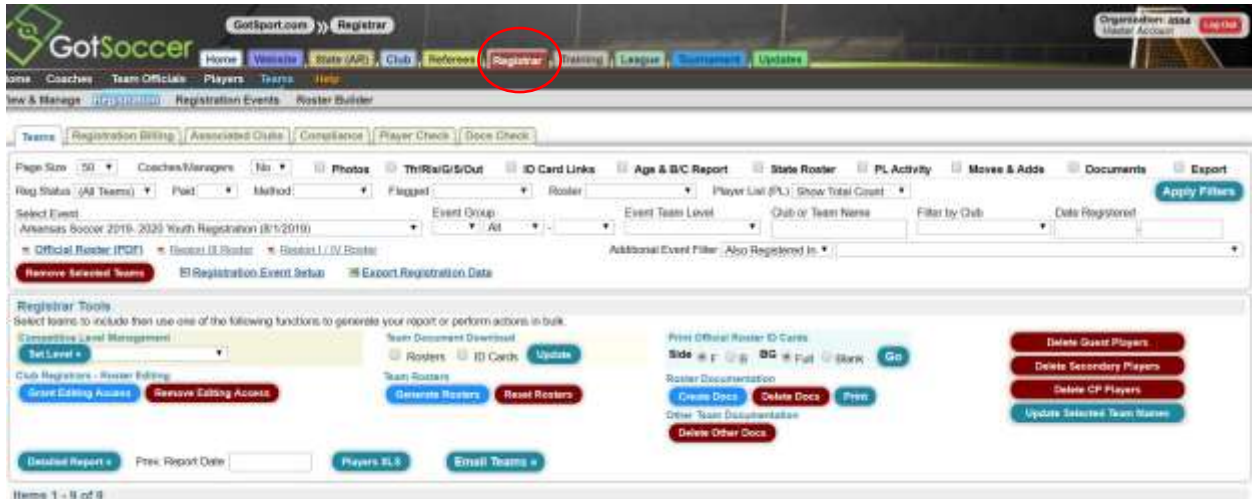 GotSport.com » Registrar
Organization: assa Log Out
Master Account
GotSoccer
Home Website State (AR) Club Referees Registrar Training League Tournament Updates
Home Coaches Team Officials Players Teams Help
View & Manage Registration Registration Events Roster Builder
Teams Registration Billing Associated Clubs Compliance Player Check Docs Check
Page Size 50 Coaches/Managers No Photos ID Card Links Age & B/C Report State Roster PL Activity Moves & Adds Documents Export
Reg Status (All Teams) Paid Method: Flagged Roster Player List (PL) Show Total Count Apply Filters
Select Event Event Group Event Team Level Club or Team Name Filter by Club Date Registered
Arkansas Soccer 2019- 2020 Youth Registration (8/1/2019) All - -
Official Roster (PDF) Region III Roster Region I / IV Roster Additional Event Filter Also Registered In
Remove Selected Teams Registration Event Setup Export Registration Data
Registrar Tools
Select teams to include then use one of the following functions to generate your report or perform actions in bulk.
Competitive Level Management Team Document Download Print Official Roster ID Cards Delete Guest Players
Set Level » Rosters ID Cards Update Side F B BG Full Blank Go Delete Secondary Players
Club Registrars - Roster Editing Team Rosters Roster Documentation Delete CP Players
Grant Editing Access Remove Editing Access Generate Rosters Reset Rosters Create Docs Delete Docs Print Update Selected Team Names
Other Team Documentation
Delete Other Docs
Detailed Report » Prev. Report Date Players XLS Email Teams »
Items 1 - 9 of 9